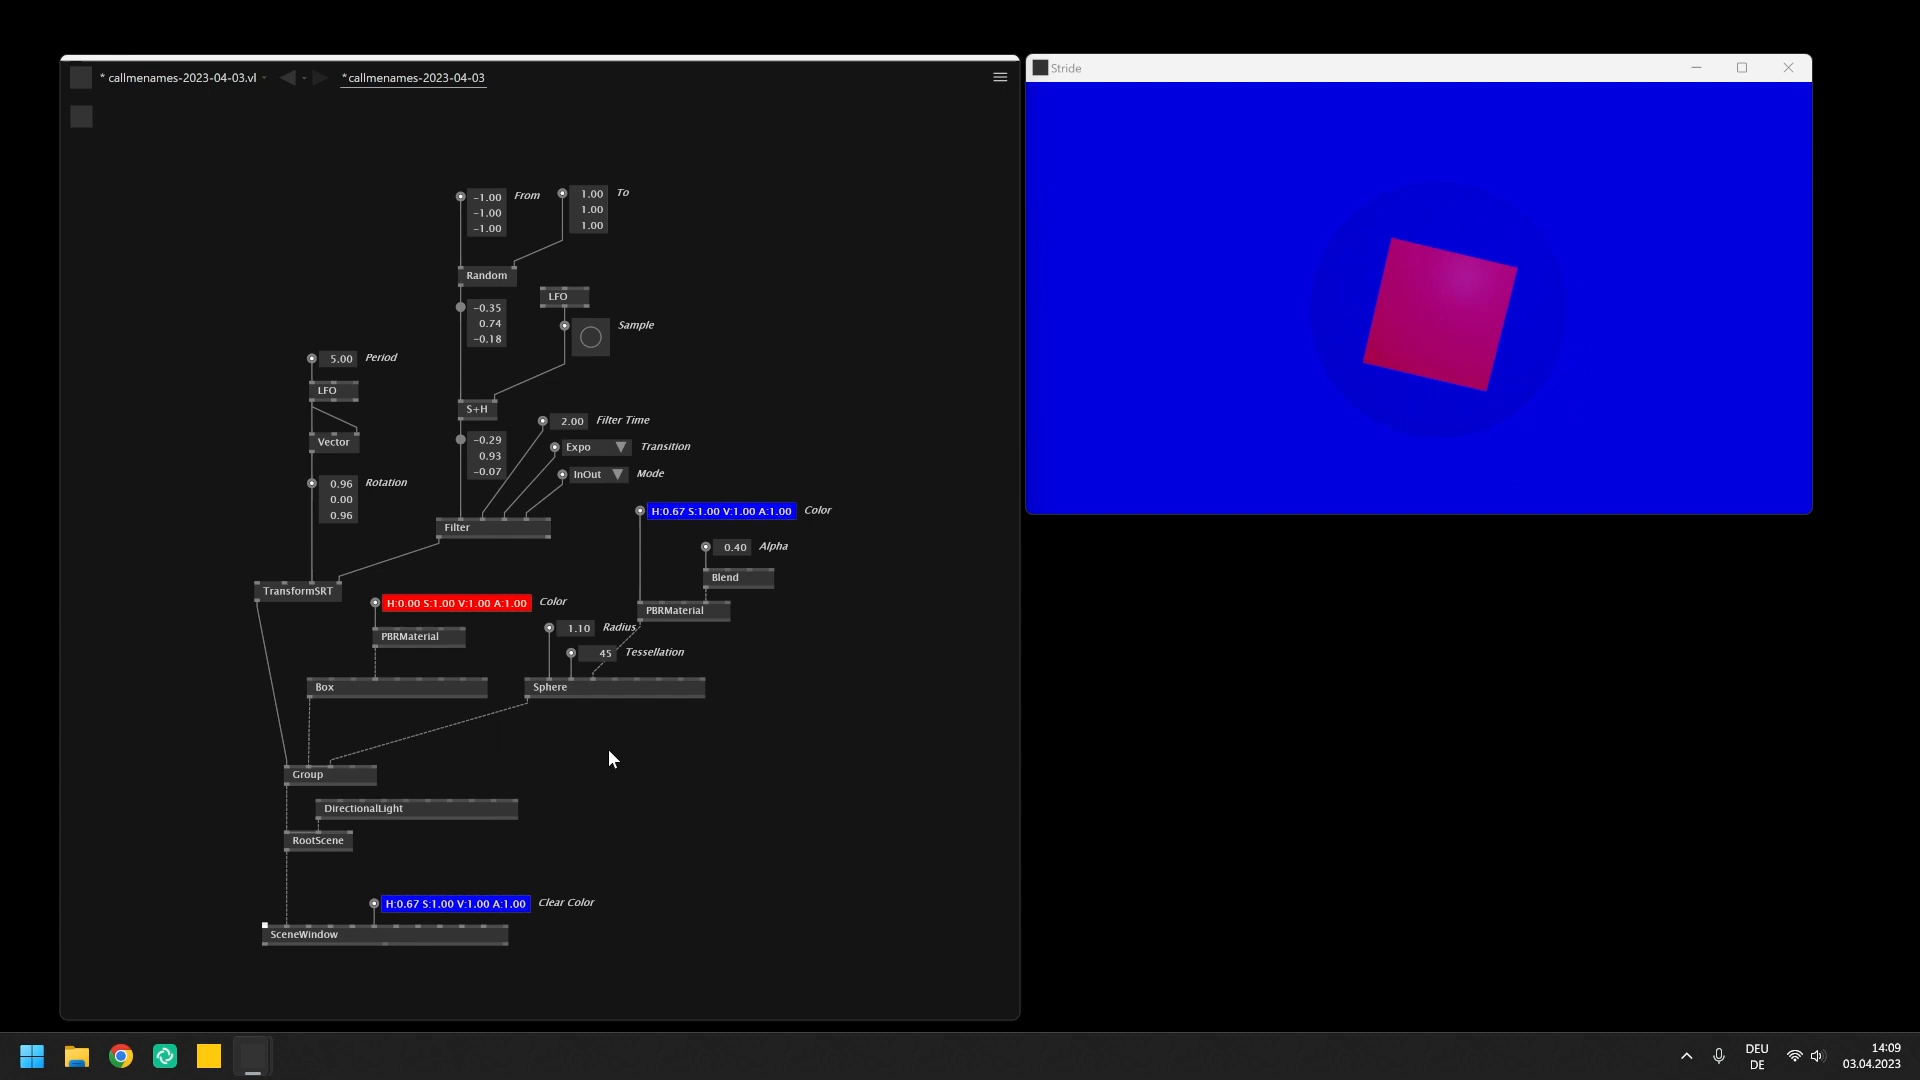 * callmenames-2023-04-03.vl
*callmenames-2023-04-03
Stride
-1.00
-1.00
-1.00
From
1.00
1.00
1.00
To
Random
-0.35
0.74
-0.18
LFO
Sample
5.00 Period
LFO
S+H
Vector
-0.29
0.93
-0.07
2.00 Filter Time
Expo Transition
InOut Mode
0.96
0.00
0.96
Rotation
Filter
H:0.67 S:1.00 V:1.00 A:1.00 Color
0.40 Alpha
Blend
TransformSRT
H:0.00 S:1.00 V:1.00 A:1.00 Color
PBRMaterial
PBRMaterial
1.10 Radius
45 Tessellation
Box
Sphere
Group
DirectionalLight
RootScene
H:0.67 S:1.00 V:1.00 A:1.00 Clear Color
SceneWindow
DEU
DE
14:09
03.04.2023